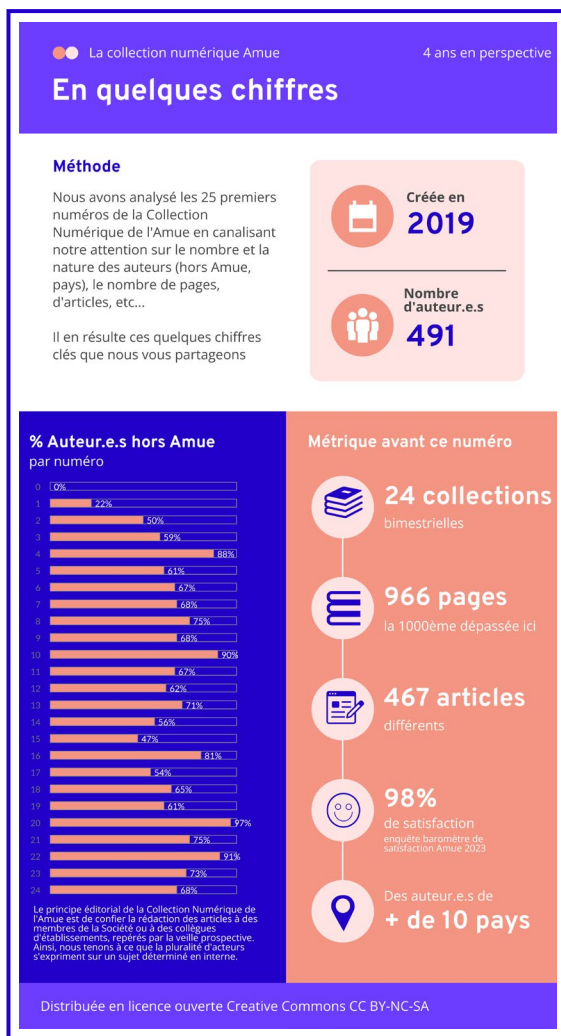 La collection numérique Amue
4 ans en perspective
En quelques chiffres
Méthode
Nous avons analysé les 25 premiers
numéros de la Collection
Numérique de l'Amue en canalisant
notre attention sur le nombre et la
nature des auteurs (hors Amue,
pays), le nombre de pages,
d'articles, etc...
Il en résulte ces quelques chiffres
clés que nous vous partageons
Créée en
2019
Nombre
d'auteur.e.s
491
% Auteur.e.s hors Amue
par numéro
0 0%
1 22%
2 50%
3 59%
4 88%
5 61%
6 67%
7 68%
8 75%
9 68%
10 90%
11 67%
12 62%
13 71%
14 56%
15 47%
16 81%
17 54%
18 65%
19 61%
20 97%
21 75%
22 91%
23 73%
24 68%
Le principe éditorial de la Collection Numérique de
l'Amue est de confier la rédaction des articles à des
membres de la Société ou à des collègues
d'établissements, repérés par la veille prospective.
Ainsi, nous tenons à ce que la pluralité d'acteurs
s'expriment sur un sujet déterminé en interne.
Métrique avant ce numéro
24 collections
bimestrielles
966 pages
la 1000ème dépassée ici
467 articles
différents
98%
de satisfaction
enquête baromètre de
satisfaction Amue 2023
Des auteur.e.s de
+ de 10 pays
Distribuée en licence ouverte Creative Commons CC BY-NC-SA